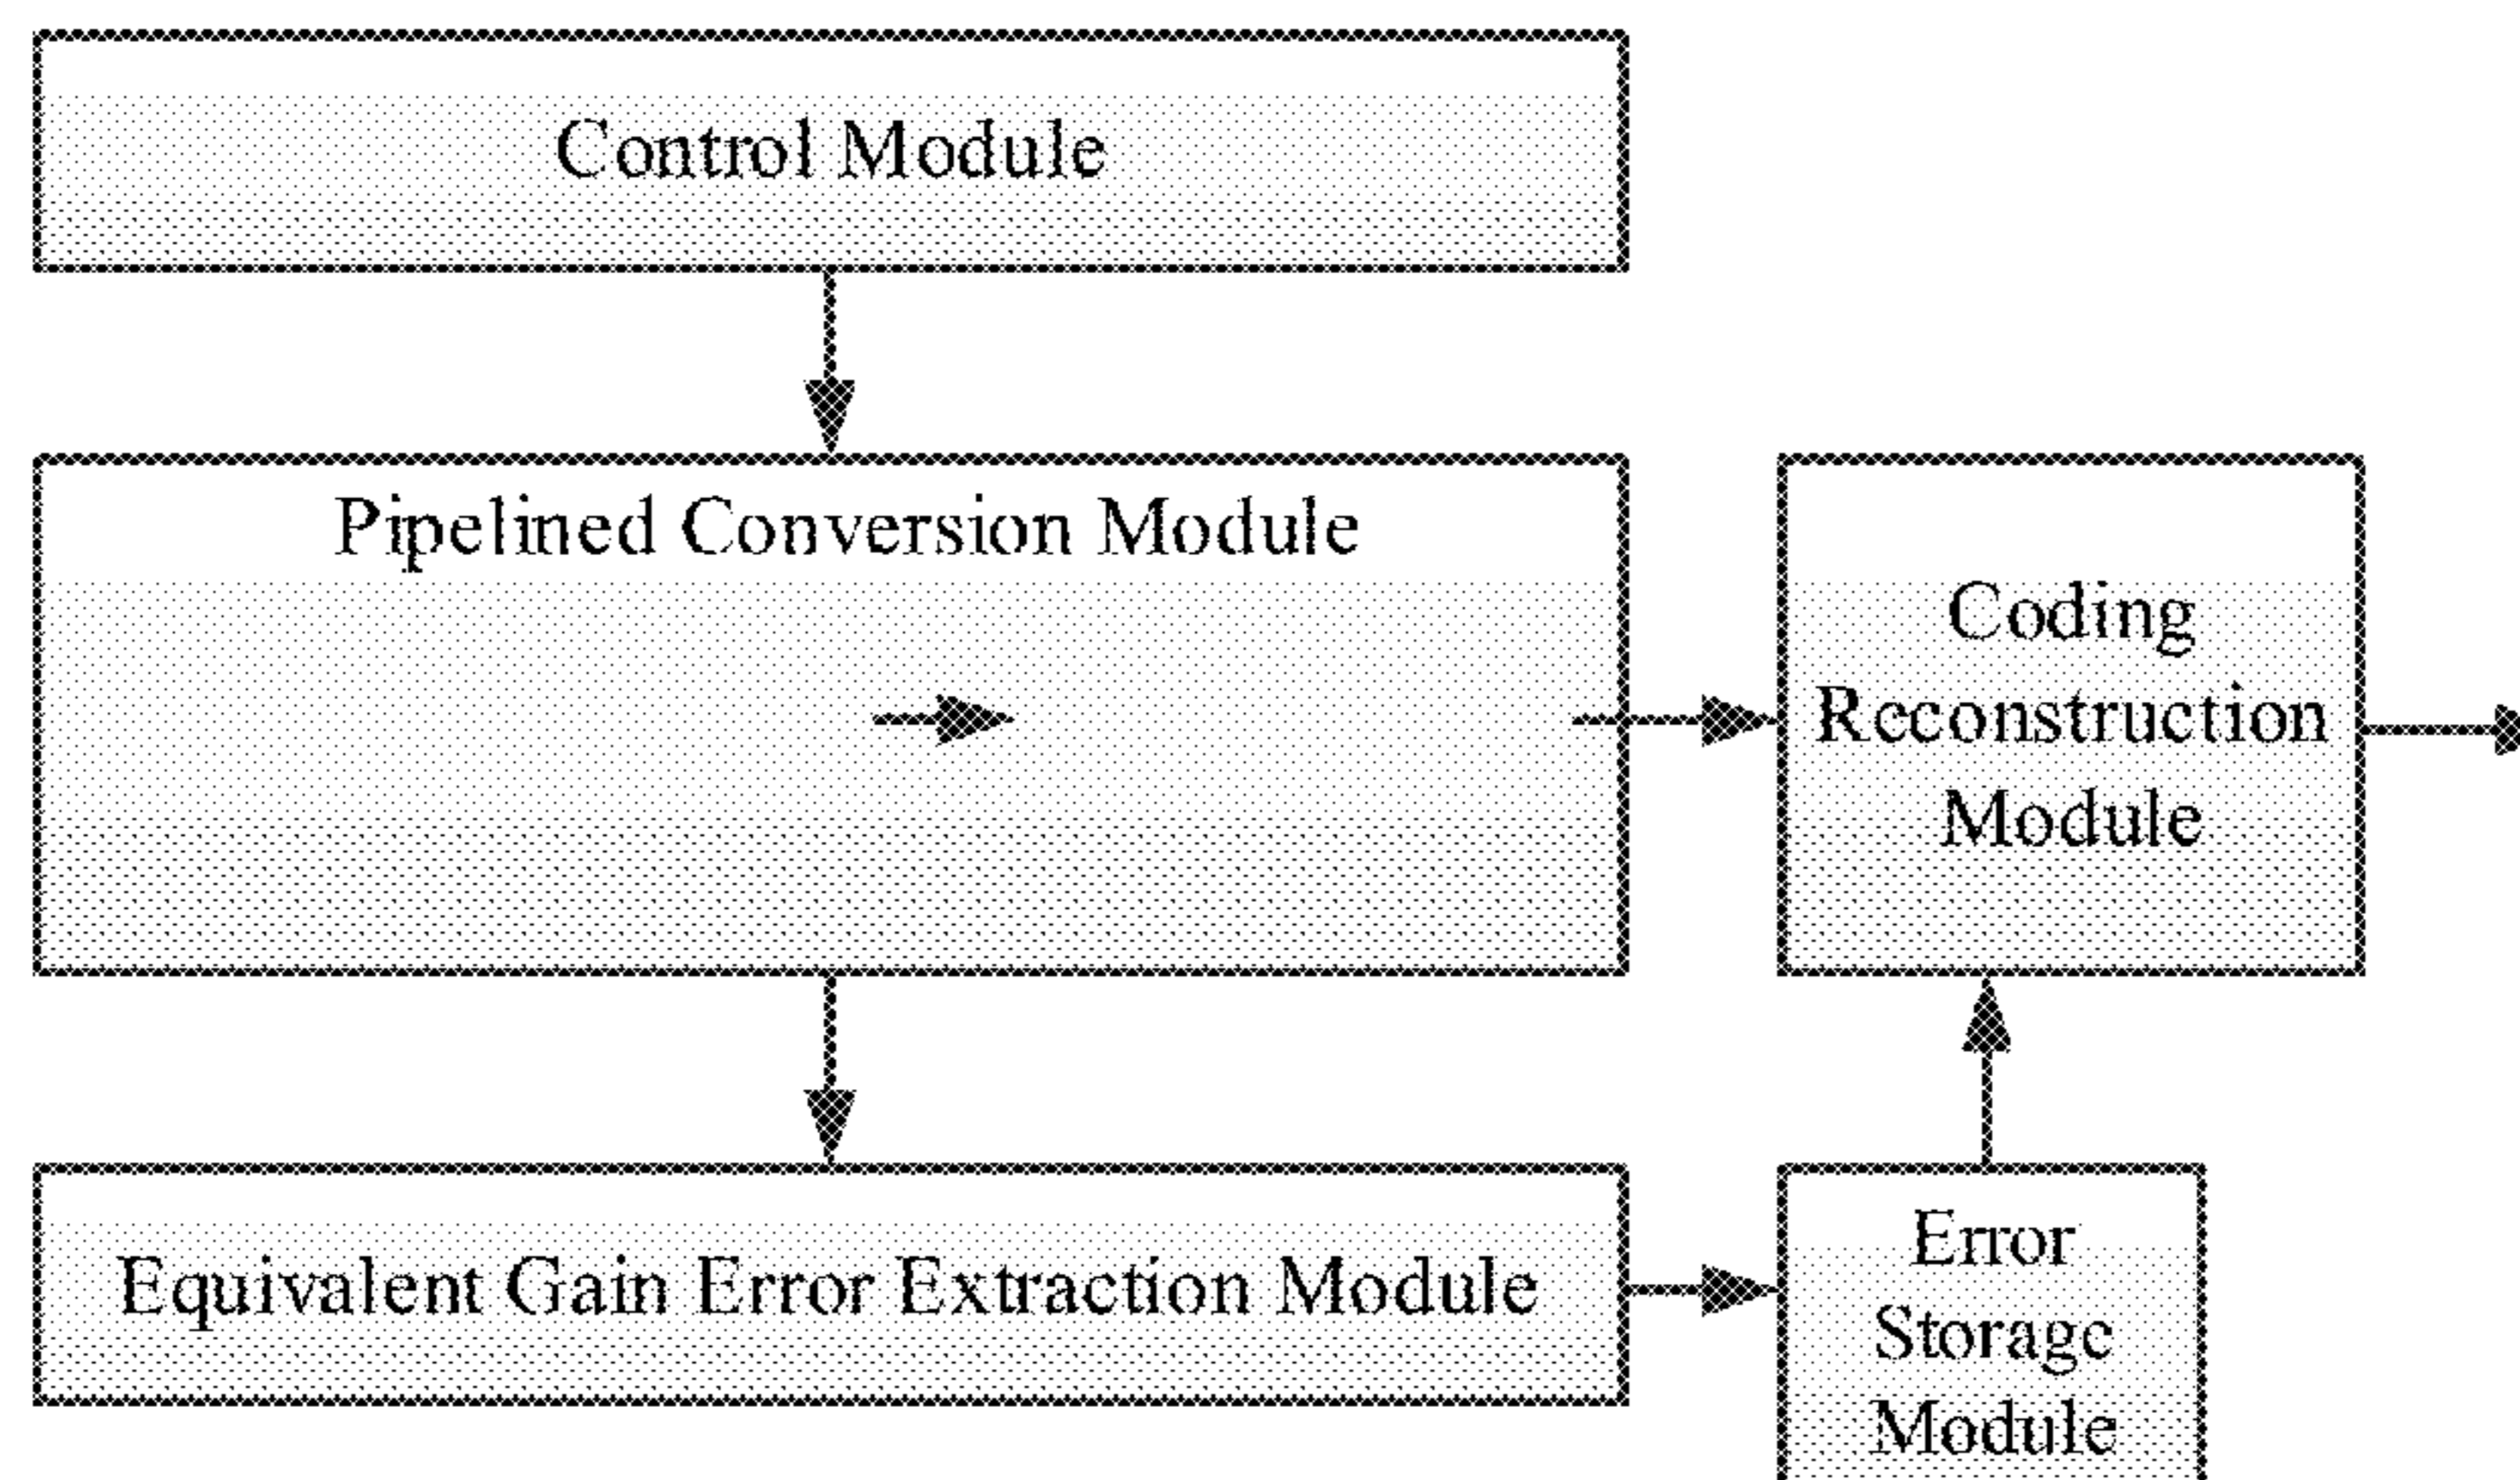 Control Module
Pipelined Conversion Module
Coding
Reconstruction
Module
Equivalent Gain Error Extraction Module
Error
Storage
Module